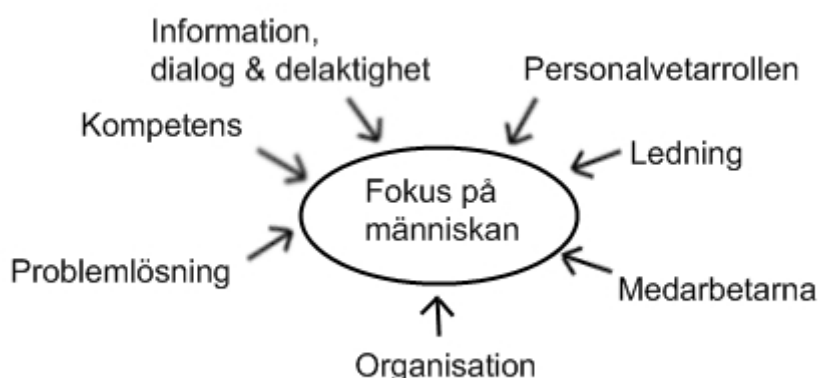 Information,
dialog & delaktighet
Personalvetarrollen
Kompetens
Ledning
Fokus på
människan
Problemlösning
Medarbetarna
Organisation